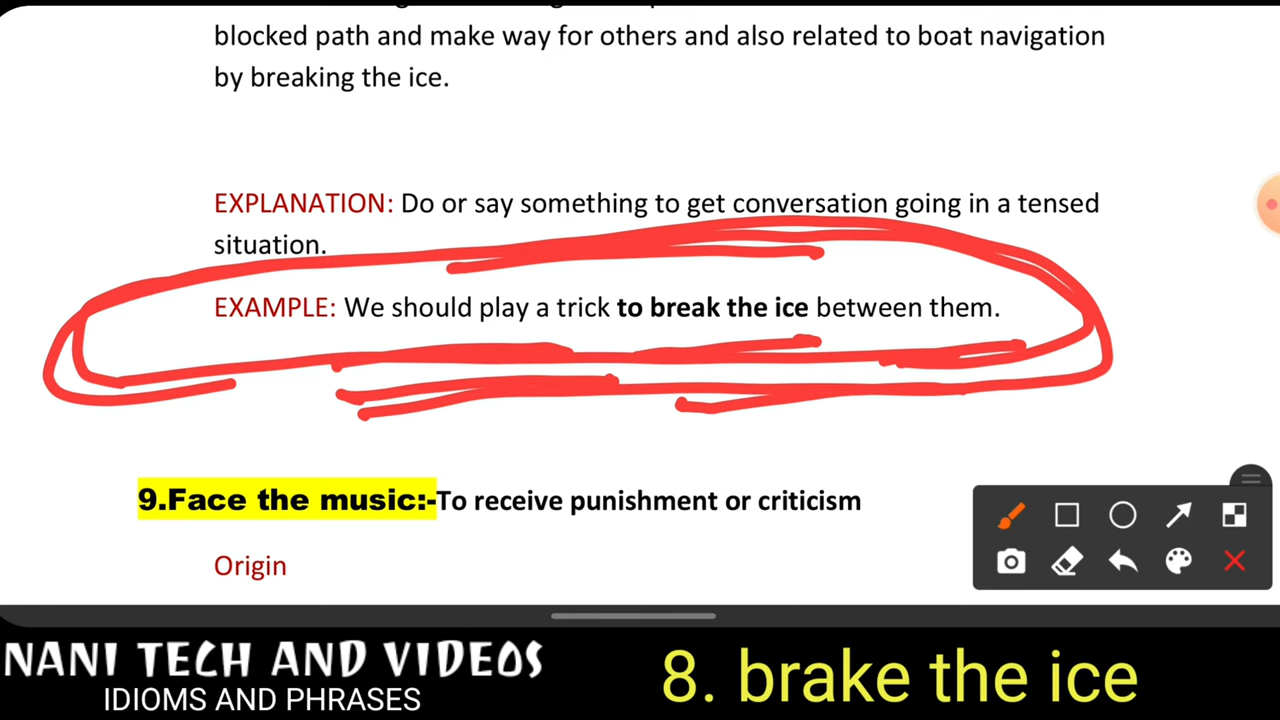 blocked path and make way for others and also related to boat navigation
by breaking the ice.
EXPLANATION: Do or say something to get conversation going in a tensed
situation.
EXAMPLE: We should play a trick to break the ice between them.
9.Face the music:-To receive punishment or criticism
Origin
NANI TECH AND VIDEOS
IDIOMS AND PHRASES
8. brake the ice